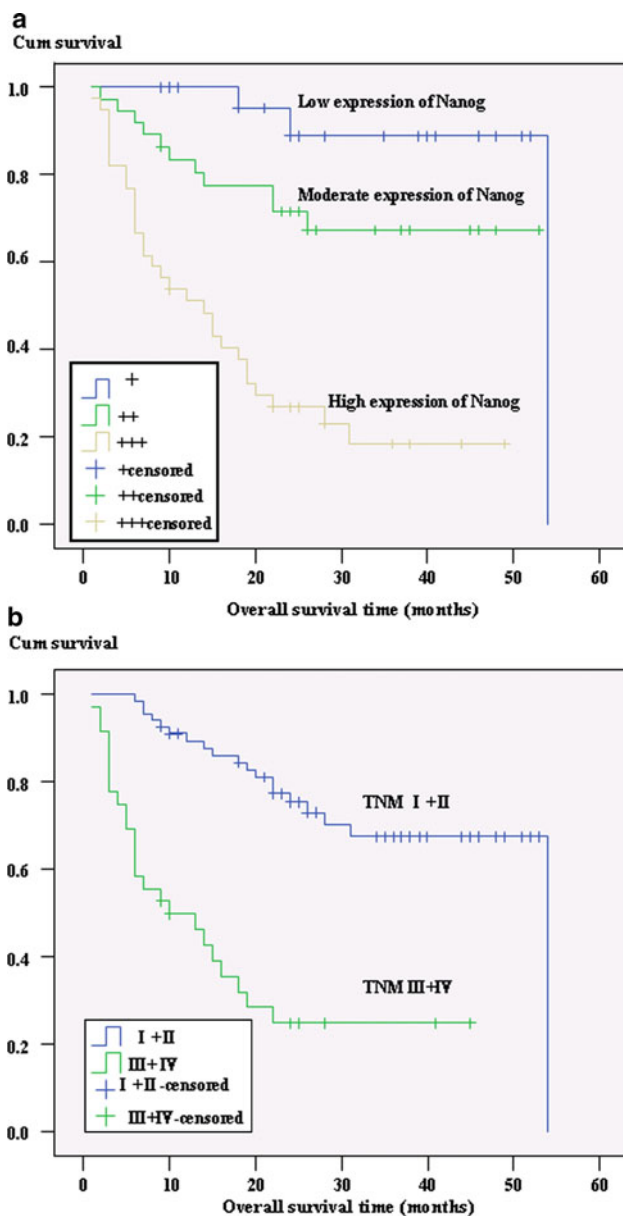 a
Cum survival
1.0
0.8
0.6
0.4
0.2
0.0
Low expression of Nanog
Moderate expression of Nanog
High expression of Nanog
+
++
+++
+censored
++censored
+++censored
0 10 20 30 40 50 60
Overall survival time (months)
b
Cum survival
1.0
0.8
0.6
0.4
0.2
0.0
TNM I +II
TNM III+IV
I +II
III+IV
I +II -censored
III+IV-censored
0 10 20 30 40 50 60
Overall survival time (months)